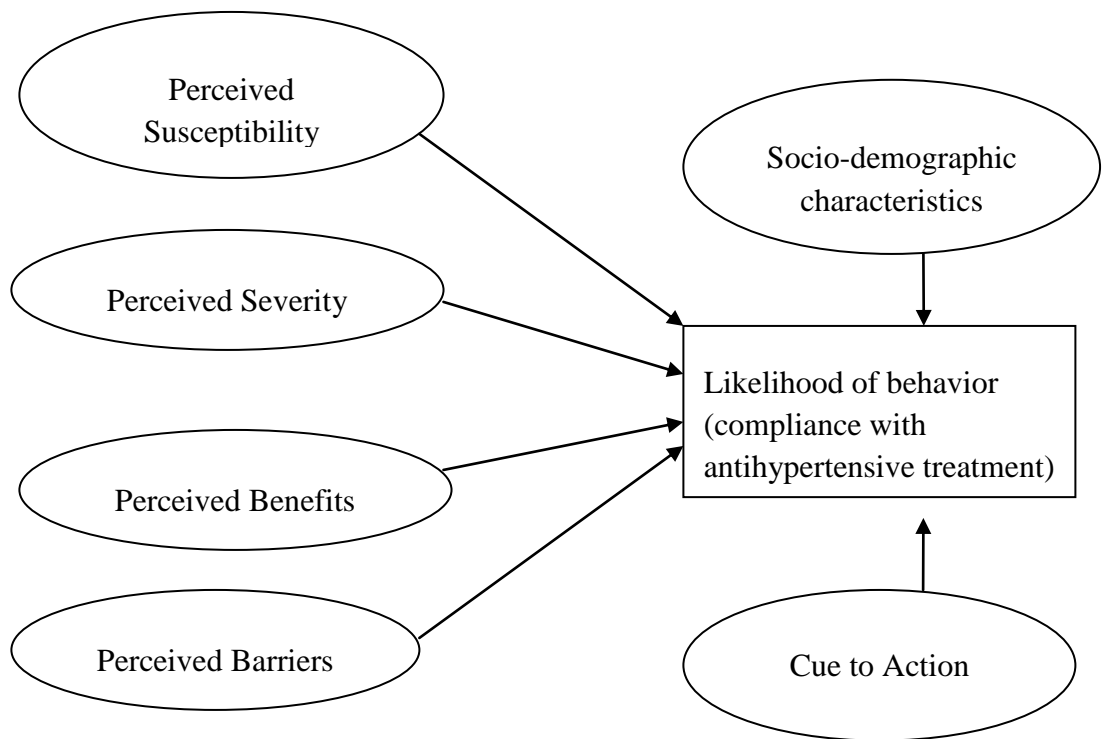 Perceived
Susceptibility
Socio-demographic
characteristics
Perceived Severity
Likelihood of behavior
(compliance with
antihypertensive treatment)
Perceived Benefits
Perceived Barriers
Cue to Action